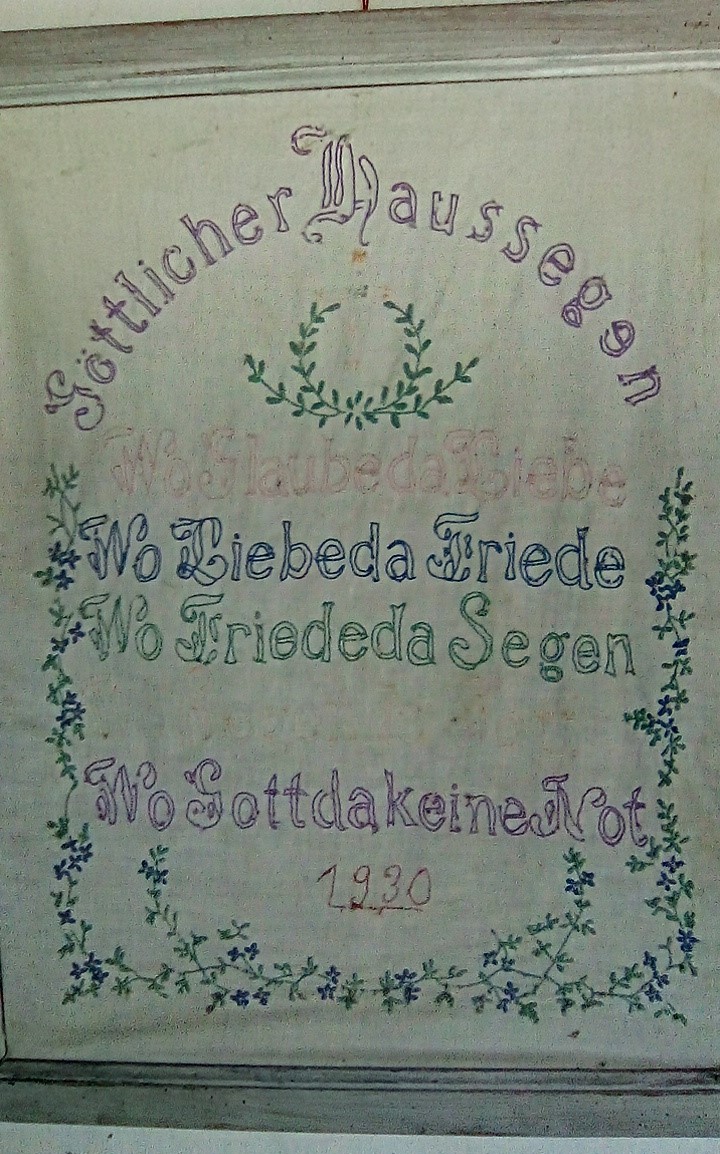 Göttlicher Haussegen
Wo Glaube da Liebe
Wo Liebe da Friede
Wo Friede da Segen
Wo Gott da keine Not
1930